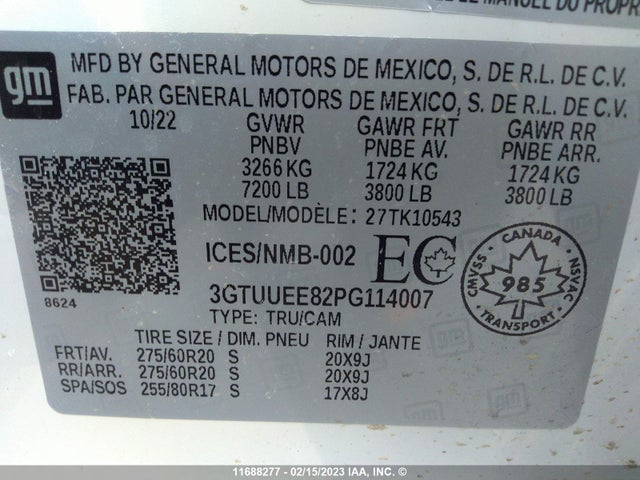 LE MANUEL DU PROPR
gm
MFD BY GENERAL MOTORS DE MEXICO, S. DE R.L. DE C.V.
FAB. PAR GENERAL MOTORS DE MEXICO, S. DE R.L. DE C.V.
10/22 GVWR GAWR FRT GAWR RR
PNBV PNBE AV. PNBE ARR.
3266 KG 1724 KG 1724 KG
7200 LB 3800 LB 3800 LB
MODEL/MODÈLE: 27TK10543
ICES/NMB-002 EC
CANADA CMVSS 985 NSVAC TRANSPORT
8624
3GTUUEE82PG114007
TYPE: TRU/CAM
TIRE SIZE / DIM. PNEU RIM / JANTE
FRT/AV. 275/60R20 S 20X9J
RR/ARR. 275/60R20 S 20X9J
SPA/SOS 255/80R17 S 17X8J
11688277 - 02/15/2023 IAA, Inc. ©